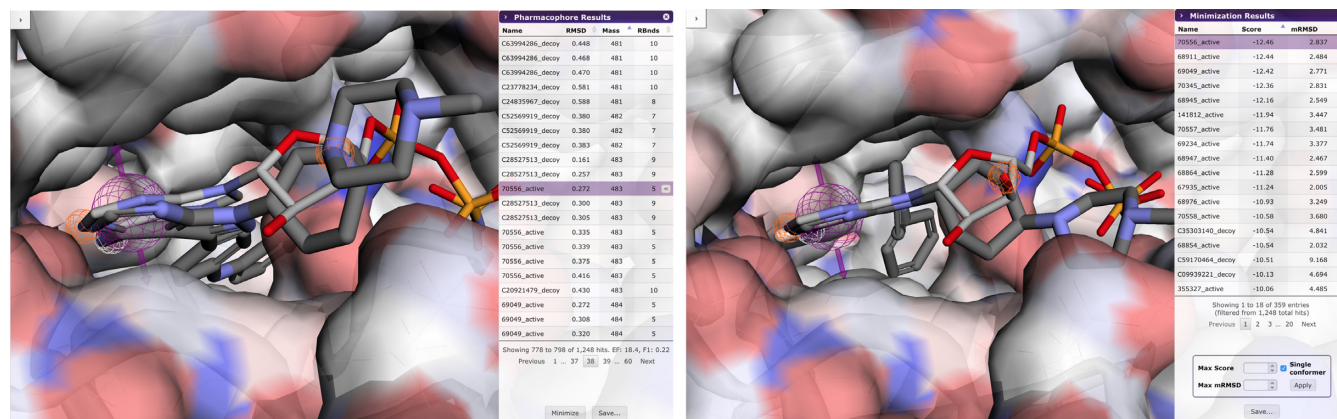 › Pharmacophore Results
Name RMSD Mass RBnds
C63994286_decoy 0.448 481 10
C63994286_decoy 0.468 481 10
C63994286_decoy 0.470 481 10
C23778234_decoy 0.581 481 10
C24835967_decoy 0.588 481 8
C52569919_decoy 0.380 482 7
C52569919_decoy 0.380 482 7
C52569919_decoy 0.383 482 7
C28527513_decoy 0.161 483 9
C28527513_decoy 0.257 483 9
70556_active 0.272 483 5
C28527513_decoy 0.300 483 9
C28527513_decoy 0.305 483 9
70556_active 0.335 483 5
70556_active 0.339 483 5
70556_active 0.375 483 5
70556_active 0.416 483 5
C20921479_decoy 0.430 483 10
69049_active 0.272 484 5
69049_active 0.308 484 5
69049_active 0.320 484 5
Showing 778 to 798 of 1,248 hits. EF: 18.4, F1: 0.22
Previous 1 ... 37 38 39 ... 60 Next
Minimize Save...
› Minimization Results
Name Score mRMSD
70556_active -12.46 2.837
68911_active -12.44 2.484
69049_active -12.42 2.771
70345_active -12.36 2.831
68945_active -12.16 2.549
141812_active -11.94 3.447
70557_active -11.76 3.481
69234_active -11.74 3.377
68947_active -11.40 2.467
68864_active -11.28 2.599
67935_active -11.24 2.005
68976_active -10.93 3.249
70558_active -10.58 3.680
C35303140_decoy -10.54 4.841
68854_active -10.54 2.032
C59170464_decoy -10.51 9.168
C09939221_decoy -10.13 4.694
355327_active -10.06 4.485
Showing 1 to 18 of 359 entries
(filtered from 1,248 total hits)
Previous 1 2 3 ... 20 Next
Max Score Single conformer
Max mRMSD Apply
Save...